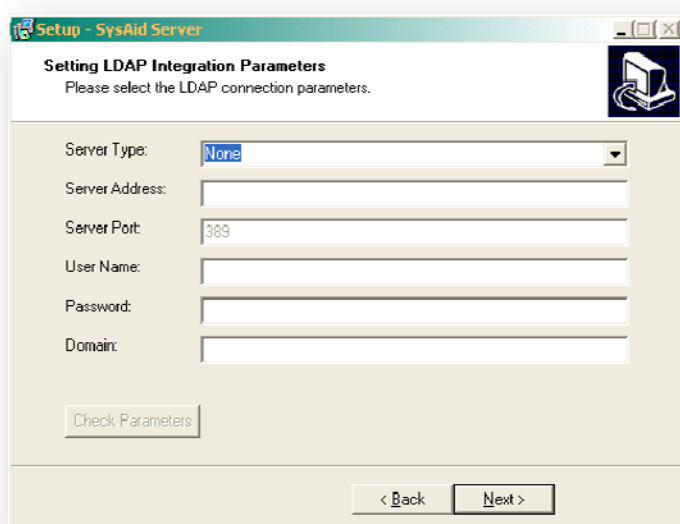 Setup - SysAid Server
Setting LDAP Integration Parameters
Please select the LDAP connection parameters.
Server Type: None
Server Address:
Server Port: 389
User Name:
Password:
Domain:
Check Parameters
< Back Next >